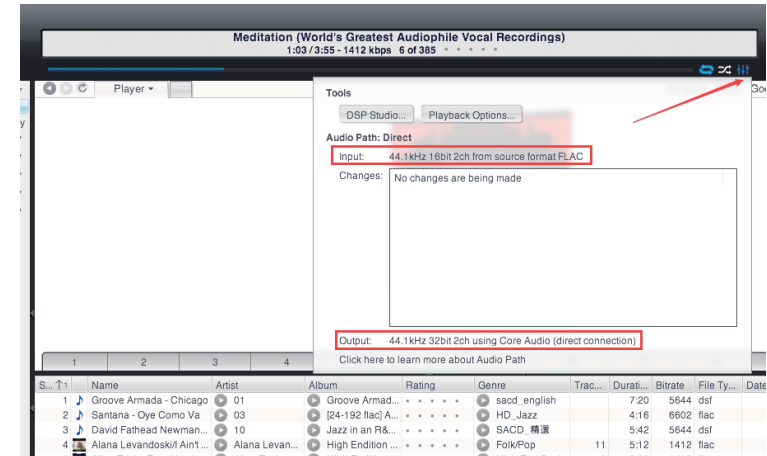 Meditation (World's Greatest Audiophile Vocal Recordings)
1:03 / 3:55 - 1412 kbps 6 of 385
Player
Goo
Tools
DSP Studio... Playback Options...
Audio Path: Direct
Input: 44.1kHz 16bit 2ch from source format FLAC
Changes: No changes are being made
Output: 44.1kHz 32bit 2ch using Core Audio (direct connection)
Click here to learn more about Audio Path
1 2 3 4
S... ↑1 Name Artist Album Rating Genre Trac... Durati... Bitrate File Ty... Date
1 Groove Armada - Chicago 01 Groove Armad... sacd_english 7:20 5644 dsf
2 Santana - Oye Como Va 03 [24-192 flac] A... HD_Jazz 4:16 6602 flac
3 David Fathead Newman... 10 Jazz in an R&... SACD_精選 5:42 5644 dsf
4 Alana Levandoski/I Ain't ... Alana Levan... High Endition ... Folk/Pop 11 5:12 1412 flac